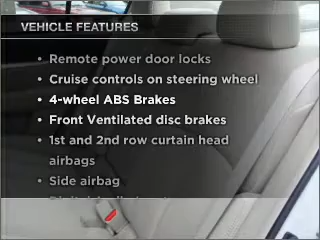 VEHICLE FEATURES
• Remote power door locks
• Cruise controls on steering wheel
• 4-wheel ABS Brakes
• Front Ventilated disc brakes
• 1st and 2nd row curtain head
airbags
• Side airbag